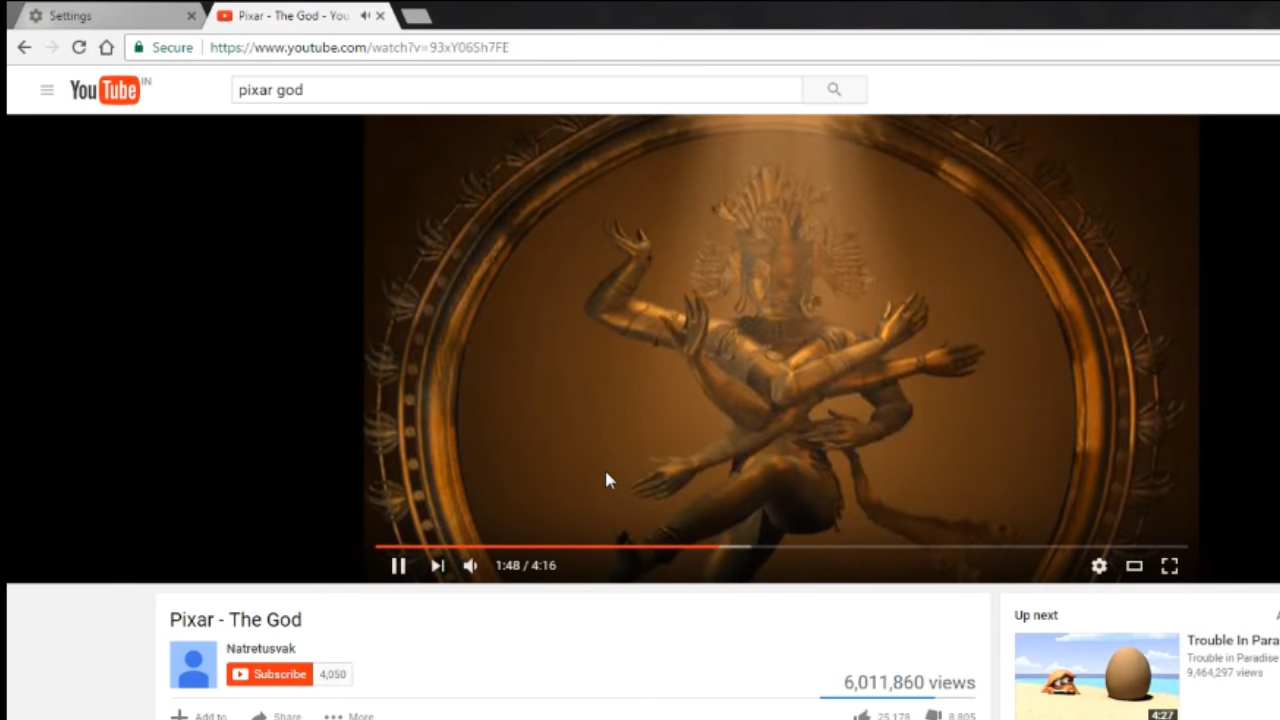 Settings
Pixar - The God - You
Secure https://www.youtube.com/watch?v=93xY06Sh7FE
YouTube IN
pixar god
1:48 / 4:16
Pixar - The God
Natretusvak
Subscribe 4,050
6,011,860 views
Add to Share More
25,178 8,805
Up next
Trouble In Para
Trouble in Paradise
9,464,297 views
4:27